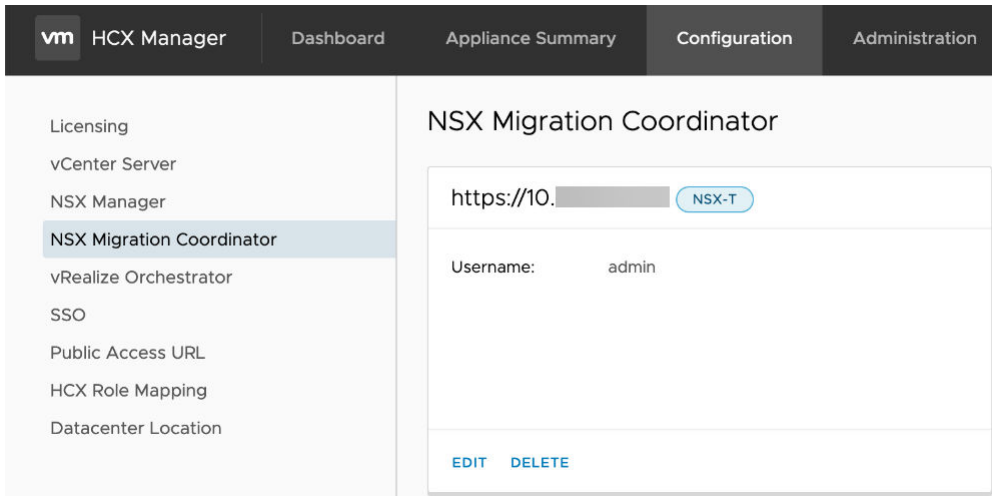 vm HCX Manager Dashboard Appliance Summary Configuration Administration
Licensing
vCenter Server
NSX Manager
NSX Migration Coordinator
vRealize Orchestrator
SSO
Public Access URL
HCX Role Mapping
Datacenter Location
NSX Migration Coordinator
https://10. NSX-T
Username: admin
EDIT DELETE